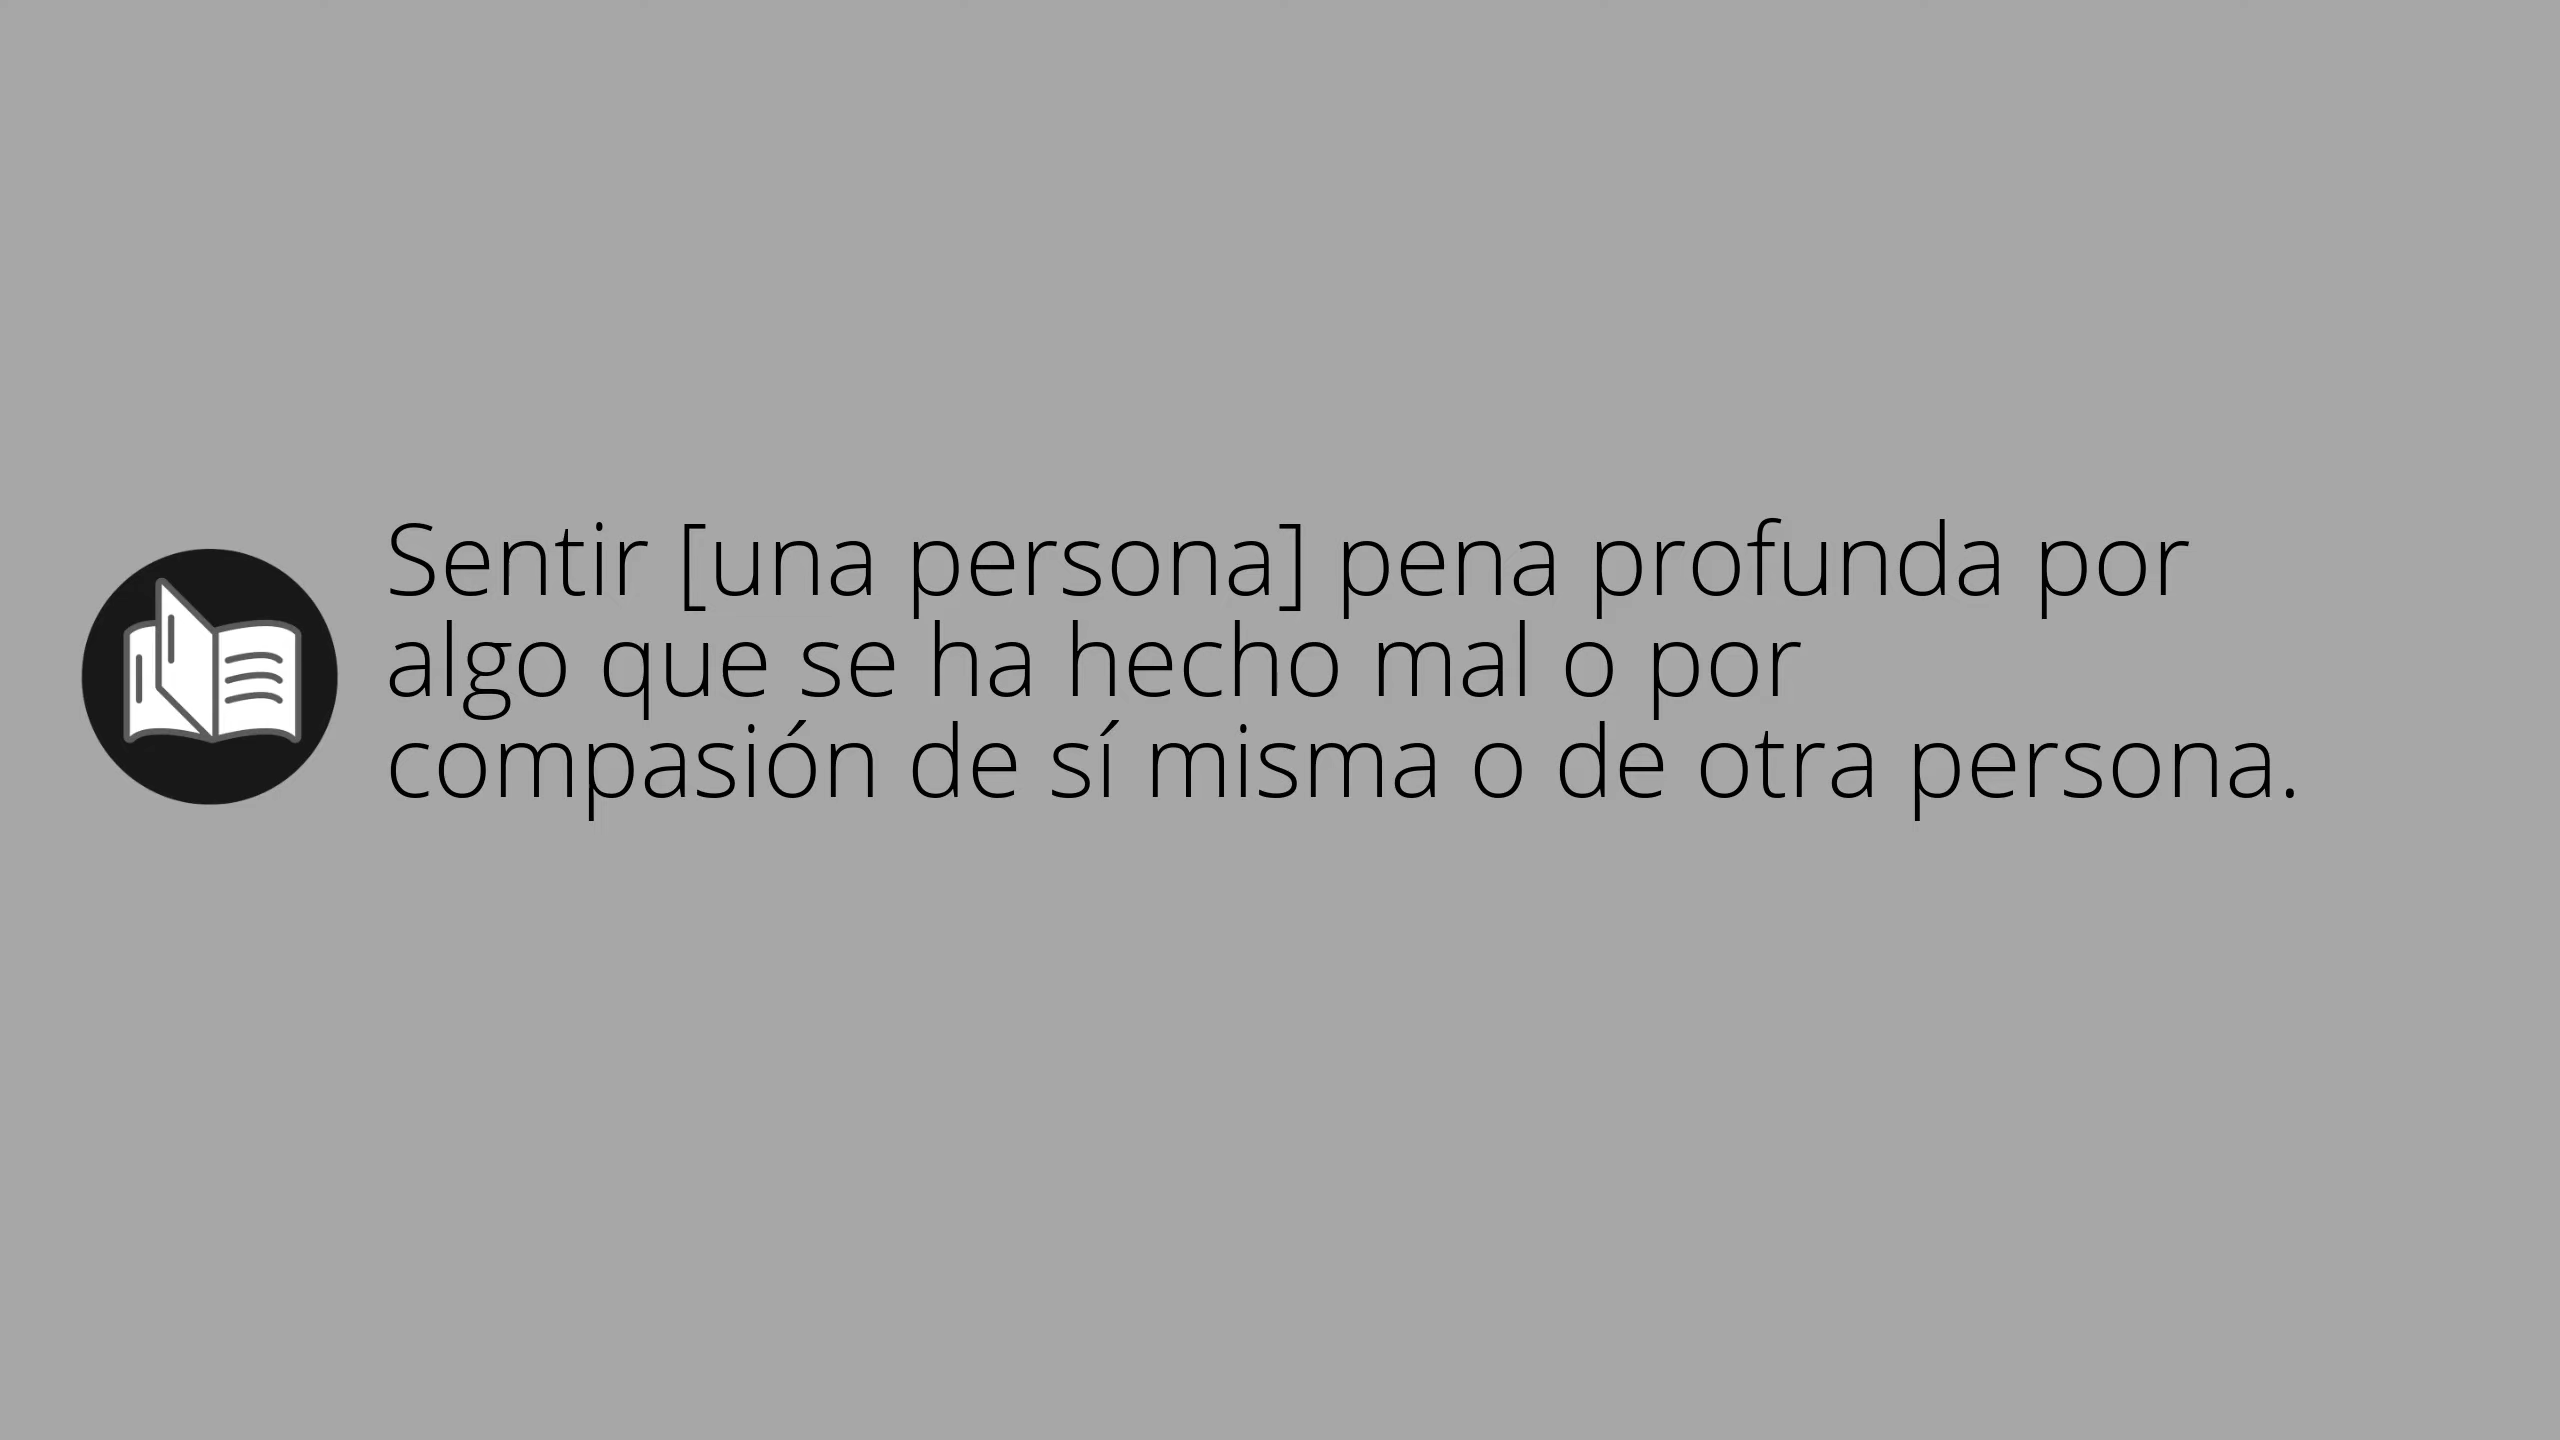 Sentir [una persona] pena profunda por
algo que se ha hecho mal o por
compasión de sí misma o de otra persona.